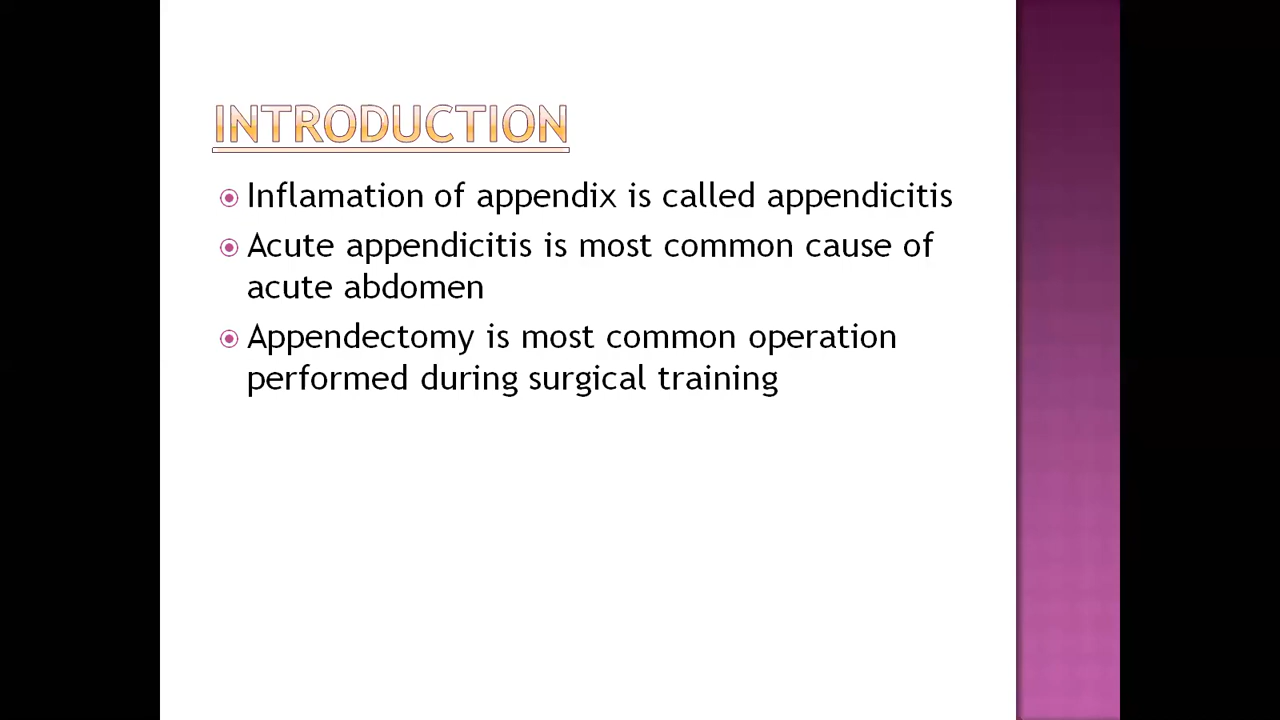 INTRODUCTION
Inflamation of appendix is called appendicitis
Acute appendicitis is most common cause of
acute abdomen
Appendectomy is most common operation
performed during surgical training